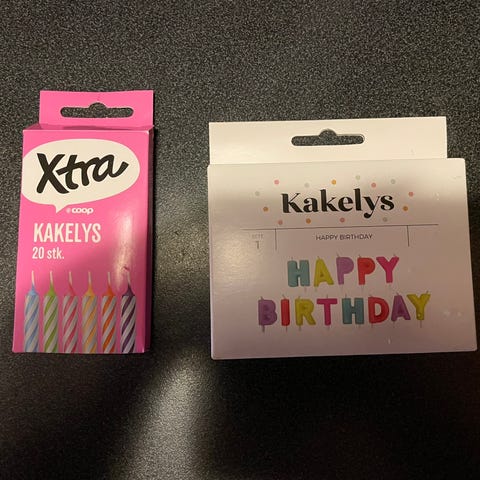 Xtra
coop
KAKELYS
20 stk.
Kakelys
SETT
1
HAPPY BIRTHDAY
HAPPY
BIRTHDAY